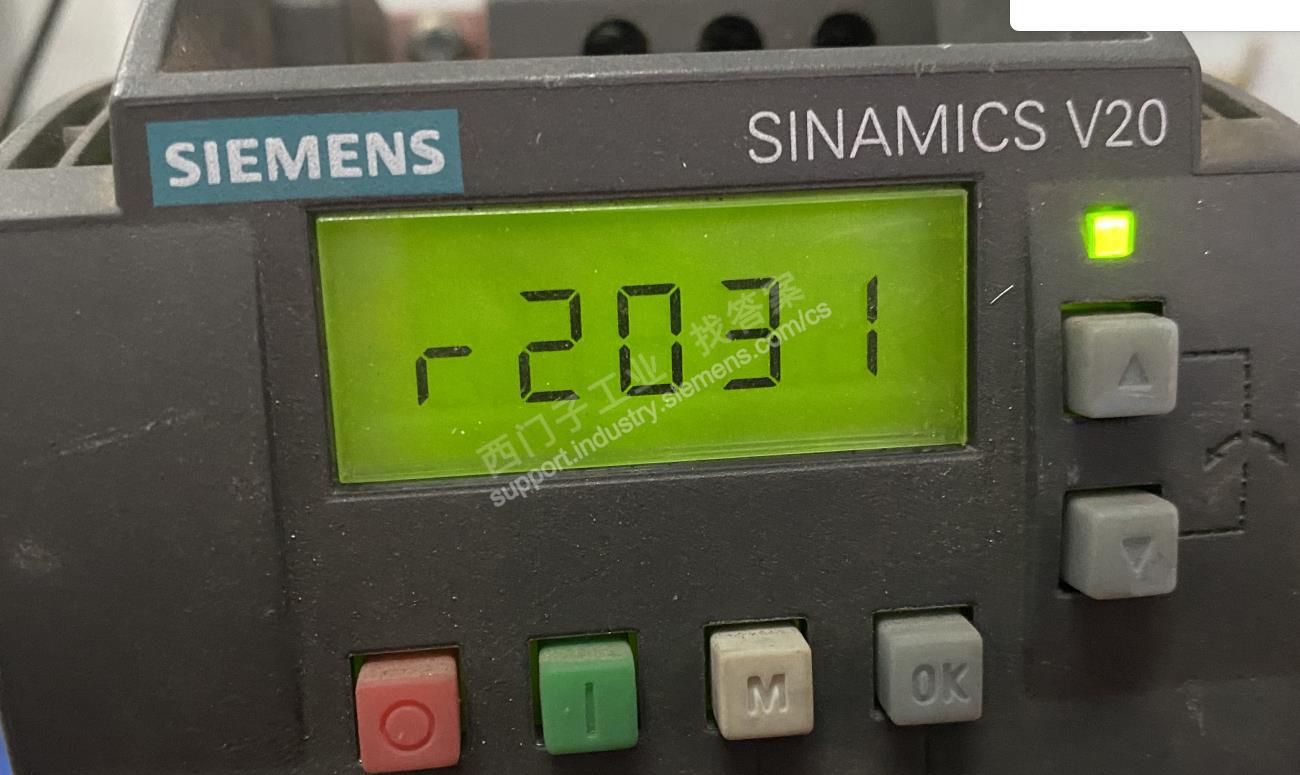 SIEMENS
SINAMICS V20
r2031
西门子工业 找答案
support.industry.siemens.com/cs
M
OK